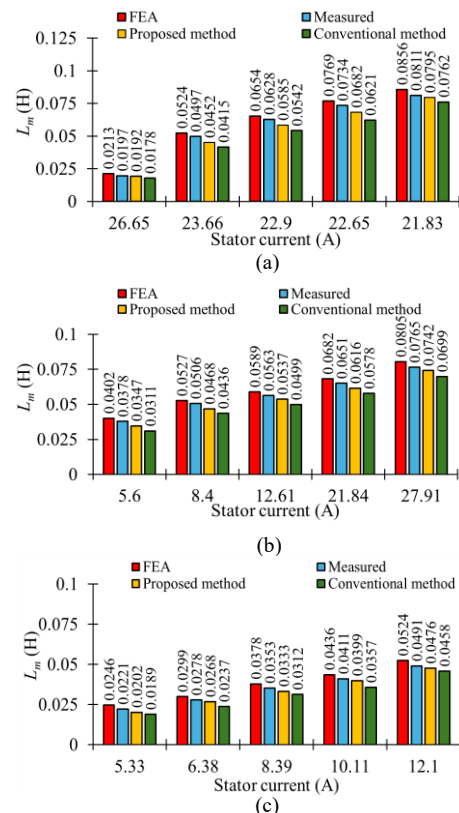 (a)
FEA Measured
Proposed method Conventional method
0.125
0.1
0.075
0.05
0.025
0
L_m (H)
0.0213 0.0197 0.0192 0.0178
0.0524 0.0497 0.0452 0.0415
0.0654 0.0628 0.0585 0.0542
0.0769 0.0734 0.0682 0.0621
0.0856 0.0811 0.0795 0.0762
26.65 23.66 22.9 22.65 21.83
Stator current (A)
(a)
FEA Measured
Proposed method Conventional method
0.1
0.075
0.05
0.025
0
L_m (H)
0.0402 0.0378 0.0347 0.0311
0.0527 0.0506 0.0468 0.0436
0.0589 0.0563 0.0537 0.0499
0.0682 0.0651 0.0616 0.0578
0.0805 0.0765 0.0742 0.0699
5.6 8.4 12.61 21.84 27.91
Stator current (A)
(b)
FEA Measured
Proposed method Conventional method
0.1
0.075
0.05
0.025
0
L_m (H)
0.0246 0.0221 0.0202 0.0189
0.0299 0.0278 0.0268 0.0237
0.0378 0.0353 0.0333 0.0312
0.0436 0.0411 0.0399 0.0357
0.0524 0.0491 0.0476 0.0458
5.33 6.38 8.39 10.11 12.1
Stator current (A)
(c)